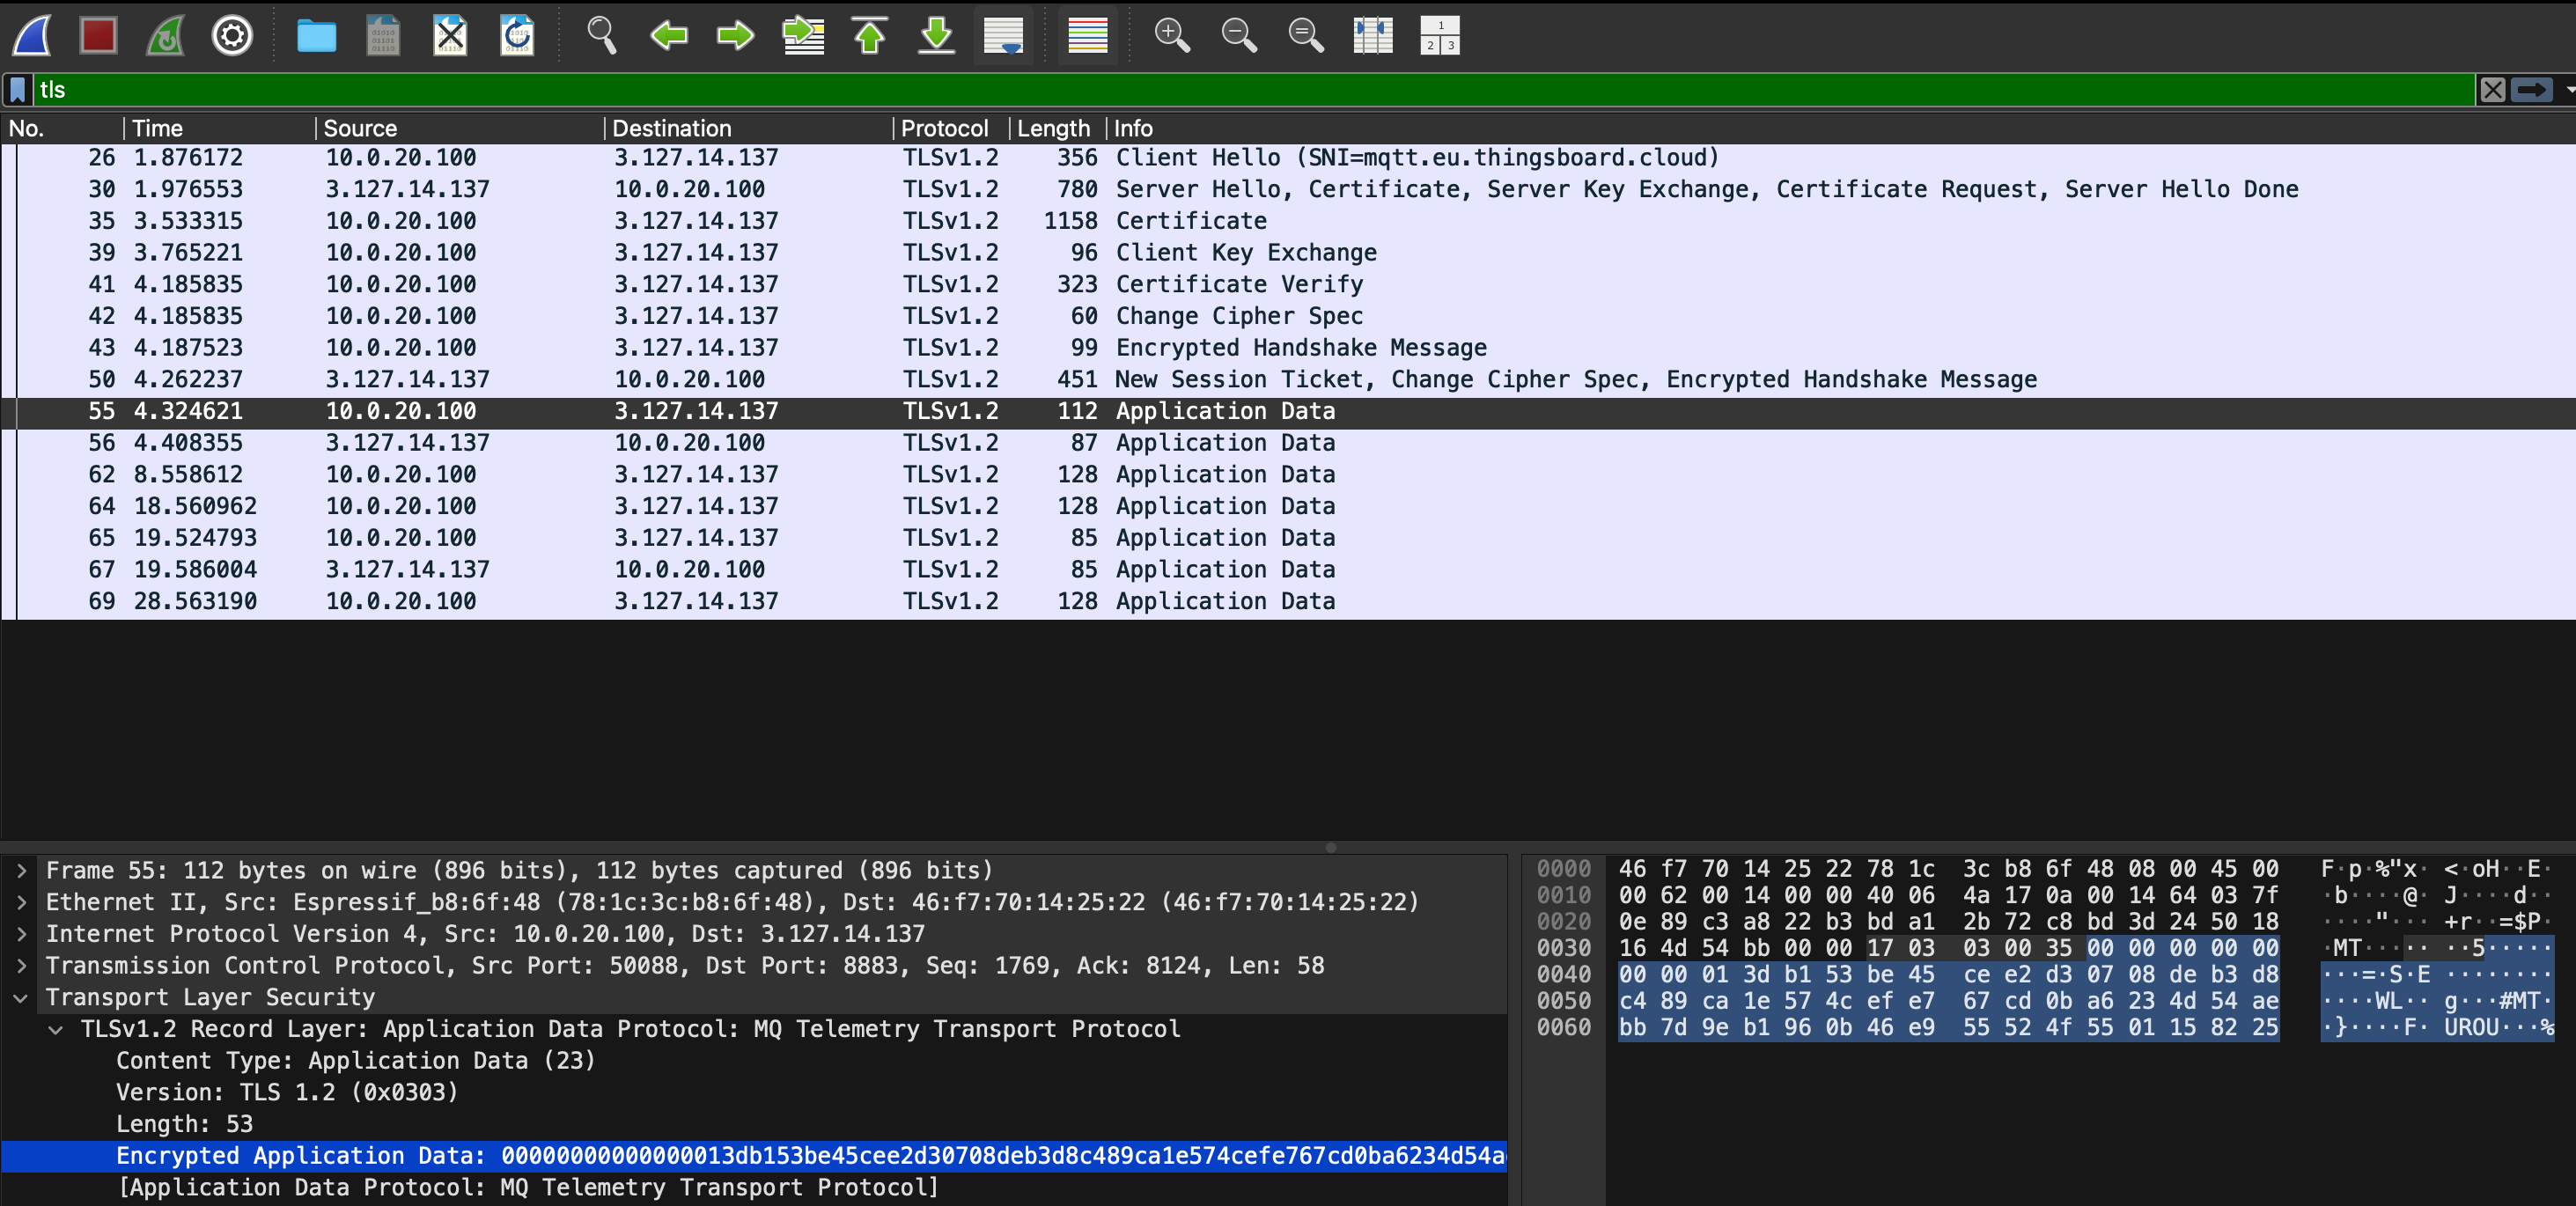 tls
No. Time Source Destination Protocol Length Info
26 1.876172 10.0.20.100 3.127.14.137 TLSv1.2 356 Client Hello (SNI=mqtt.eu.thingsboard.cloud)
30 1.976553 3.127.14.137 10.0.20.100 TLSv1.2 780 Server Hello, Certificate, Server Key Exchange, Certificate Request, Server Hello Done
35 3.533315 10.0.20.100 3.127.14.137 TLSv1.2 1158 Certificate
39 3.765221 10.0.20.100 3.127.14.137 TLSv1.2 96 Client Key Exchange
41 4.185835 10.0.20.100 3.127.14.137 TLSv1.2 323 Certificate Verify
42 4.185835 10.0.20.100 3.127.14.137 TLSv1.2 60 Change Cipher Spec
43 4.187523 10.0.20.100 3.127.14.137 TLSv1.2 99 Encrypted Handshake Message
50 4.262237 3.127.14.137 10.0.20.100 TLSv1.2 451 New Session Ticket, Change Cipher Spec, Encrypted Handshake Message
55 4.324621 10.0.20.100 3.127.14.137 TLSv1.2 112 Application Data
56 4.408355 3.127.14.137 10.0.20.100 TLSv1.2 87 Application Data
62 8.558612 10.0.20.100 3.127.14.137 TLSv1.2 128 Application Data
64 18.560962 10.0.20.100 3.127.14.137 TLSv1.2 128 Application Data
65 19.524793 10.0.20.100 3.127.14.137 TLSv1.2 85 Application Data
67 19.586004 3.127.14.137 10.0.20.100 TLSv1.2 85 Application Data
69 28.563190 10.0.20.100 3.127.14.137 TLSv1.2 128 Application Data
Frame 55: 112 bytes on wire (896 bits), 112 bytes captured (896 bits)
Ethernet II, Src: Espressif_b8:6f:48 (78:1c:3c:b8:6f:48), Dst: 46:f7:70:14:25:22 (46:f7:70:14:25:22)
Internet Protocol Version 4, Src: 10.0.20.100, Dst: 3.127.14.137
Transmission Control Protocol, Src Port: 50088, Dst Port: 8883, Seq: 1769, Ack: 8124, Len: 58
Transport Layer Security
TLSv1.2 Record Layer: Application Data Protocol: MQ Telemetry Transport Protocol
Content Type: Application Data (23)
Version: TLS 1.2 (0x0303)
Length: 53
Encrypted Application Data: 00000000000000013db153be45cee2d30708deb3d8c489ca1e574cefe767cd0ba6234d54a
[Application Data Protocol: MQ Telemetry Transport Protocol]
0000 46 f7 70 14 25 22 78 1c 3c b8 6f 48 08 00 45 00 F·p·%"x· <·oH··E·
0010 00 62 00 14 00 00 40 06 4a 17 0a 00 14 64 03 7f ·b····@· J····d··
0020 0e 89 c3 a8 22 b3 bd a1 2b 72 c8 bd 3d 24 50 18 ····"··· +r··=$P·
0030 16 4d 54 bb 00 00 17 03 03 00 35 00 00 00 00 00 ·MT····· ··5·····
0040 00 00 01 3d b1 53 be 45 ce e2 d3 07 08 de b3 d8 ···=·S·E ········
0050 c4 89 ca 1e 57 4c ef e7 67 cd 0b a6 23 4d 54 ae ····WL·· g···#MT·
0060 bb 7d 9e b1 96 0b 46 e9 55 52 4f 55 01 15 82 25 ·}····F· UROU···%